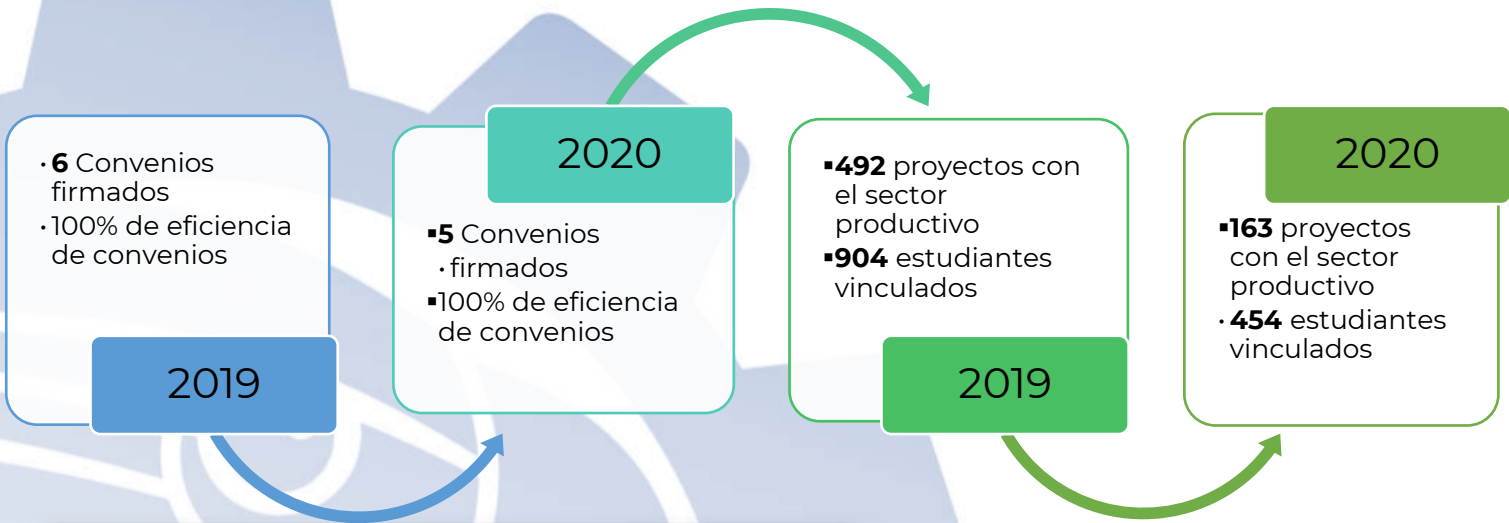 · 6 Convenios
firmados
· 100% de eficiencia
de convenios
2019
2020
▪5 Convenios
· firmados
▪100% de eficiencia
de convenios
▪492 proyectos con
el sector
productivo
▪904 estudiantes
vinculados
2019
2020
▪163 proyectos
con el sector
productivo
· 454 estudiantes
vinculados